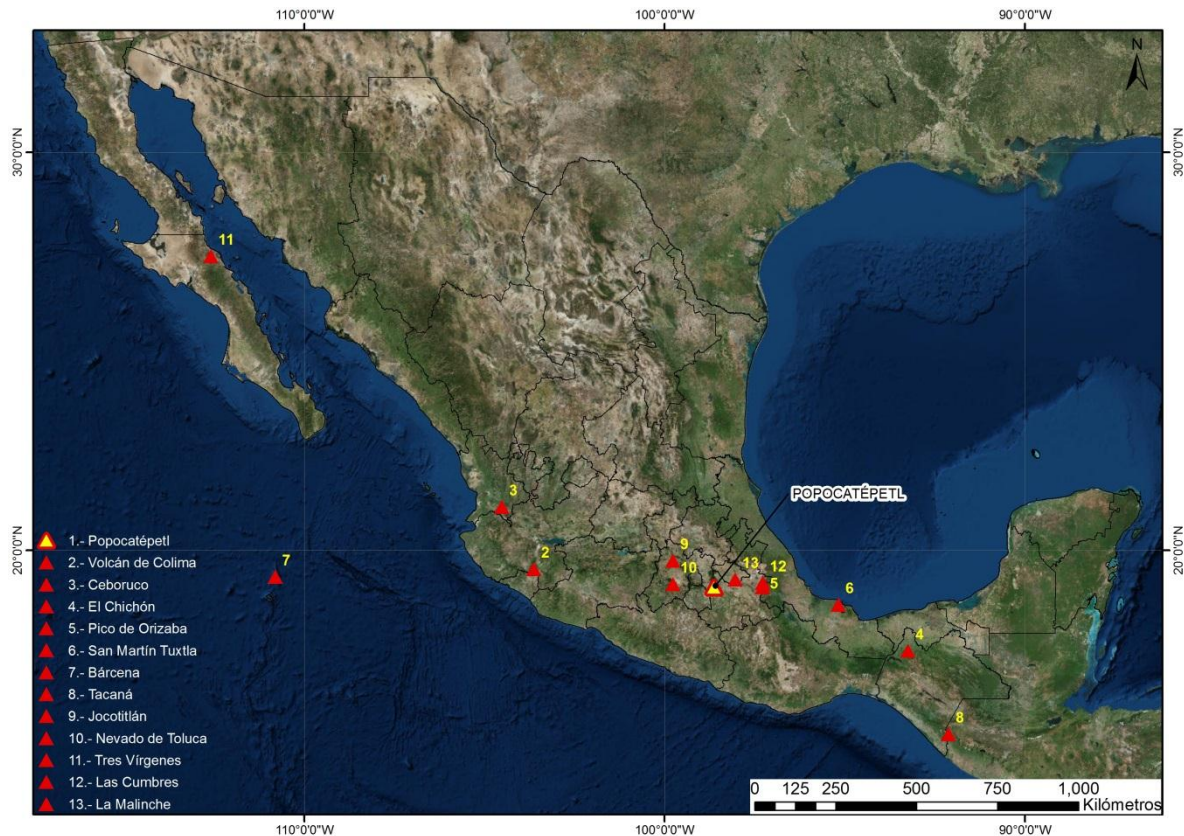 110°0'0"W 100°0'0"W 90°0'0"W
N
30°0'0"N
30°0'0"N
11
3
POPOCATÉPETL
20°0'0"N
20°0'0"N
9
2
10
13
12
7
5
6
4
8
1.- Popocatépetl
2.- Volcán de Colima
3.- Ceboruco
4.- El Chichón
5.- Pico de Orizaba
6.- San Martín Tuxtla
7.- Bárcena
8.- Tacaná
9.- Jocotitlán
10.- Nevado de Toluca
11.- Tres Vírgenes
12.- Las Cumbres
13.- La Malinche
0 125 250 500 750 1,000
Kilómetros
110°0'0"W 100°0'0"W 90°0'0"W